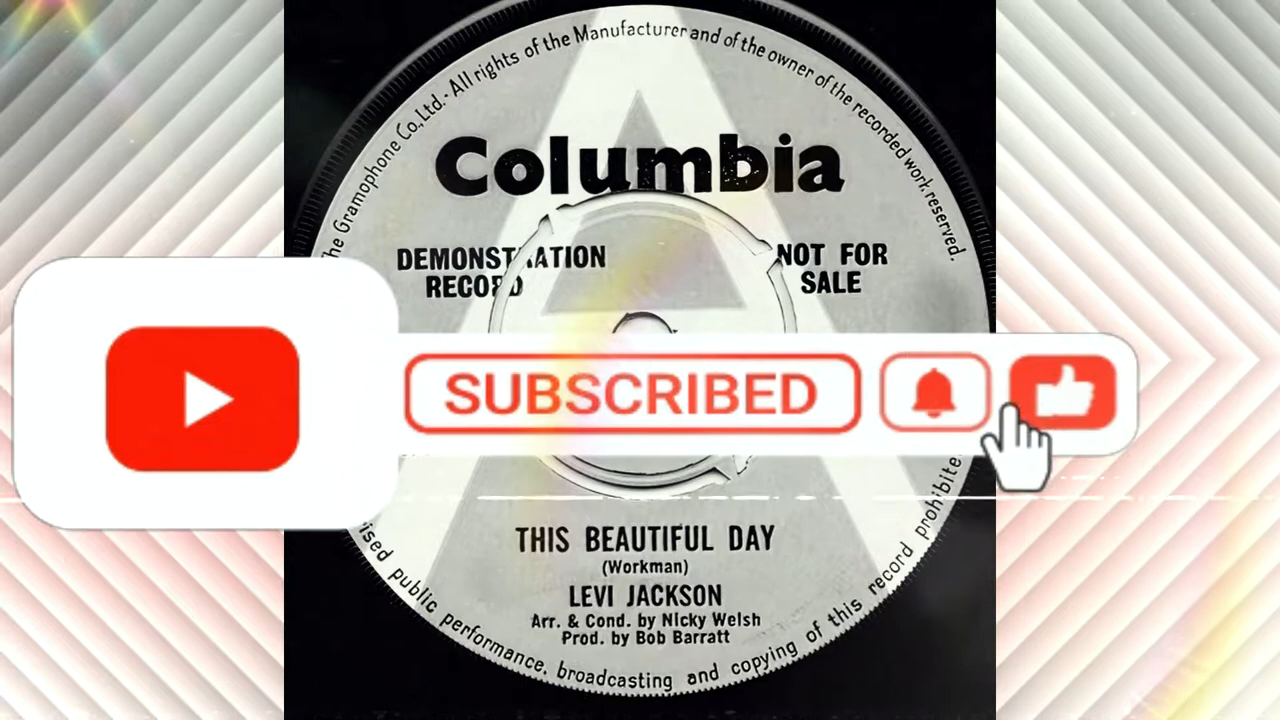 The Gramophone Co., Ltd. - All rights of the Manufacturer and of the owner of the recorded work reserved.
Columbia
DEMONSTRATION
RECORD
NOT FOR
SALE
SUBSCRIBED
THIS BEAUTIFUL DAY
(Workman)
LEVI JACKSON
Arr. & Cond. by Nicky Welsh
Prod. by Bob Barratt
public performance, broadcasting and copying of this record